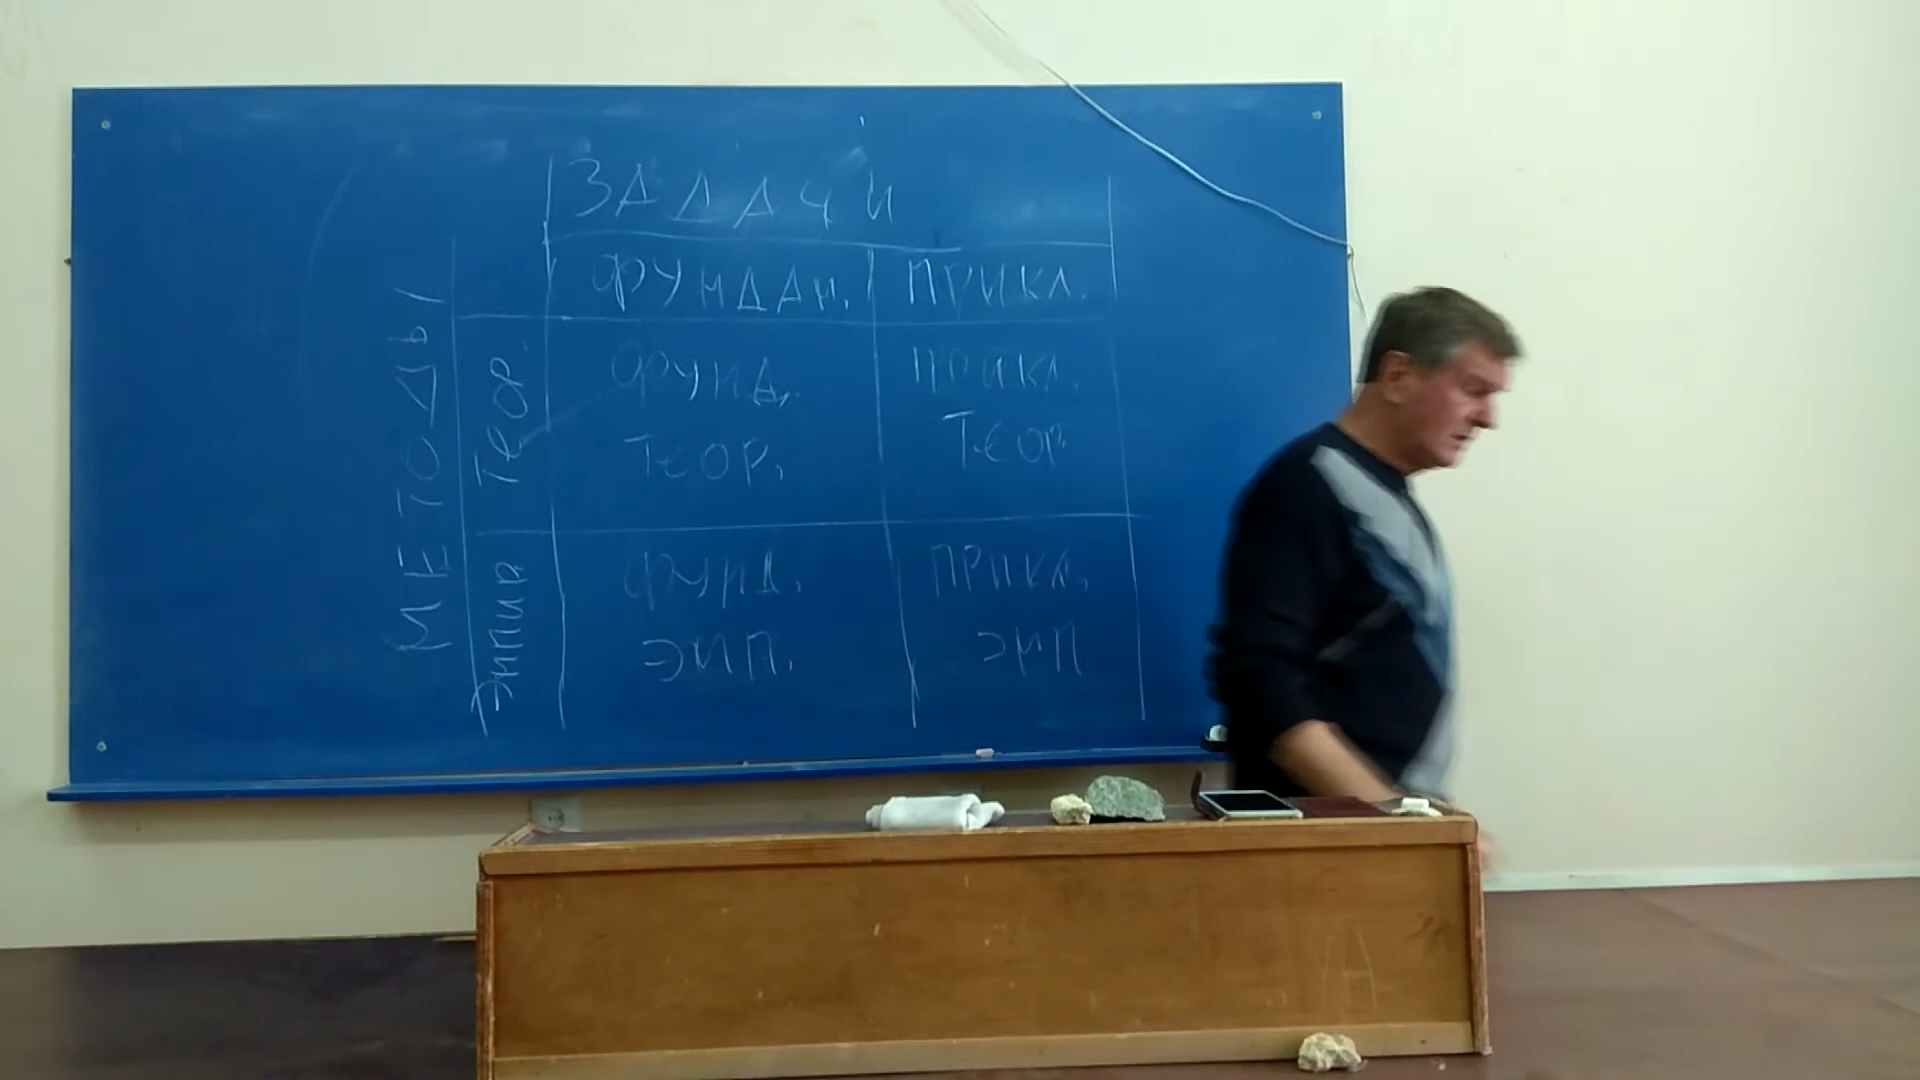 ЗАДАЧИ
ФУНДАМ. ПРИКЛ.
МЕТОДЫ
ТЕОР.
ФУНД. ПРИКЛ.
ТЕОР. ТЕОР
ЭМПИР
ФУНД. ПРИКЛ.
ЭМП. ЭМП